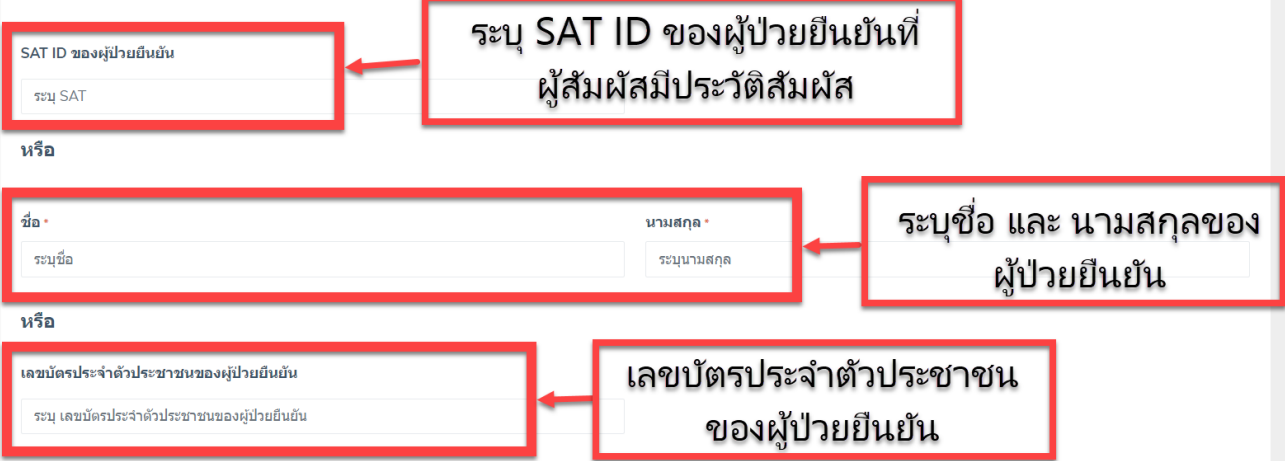 ระบุ SAT ID ของผู้ป่วยยืนยันที่
ผู้สัมผัสมีประวัติสัมผัส
SAT ID ของผู้ป่วยยืนยัน
ระบุ SAT
หรือ
ระบุชื่อ และ นามสกุลของ
ผู้ป่วยยืนยัน
ชื่อ * นามสกุล *
ระบุชื่อ ระบุนามสกุล
หรือ
เลขบัตรประจำตัวประชาชน
ของผู้ป่วยยืนยัน
เลขบัตรประจำตัวประชาชนของผู้ป่วยยืนยัน
ระบุ เลขบัตรประจำตัวประชาชนของผู้ป่วยยืนยัน